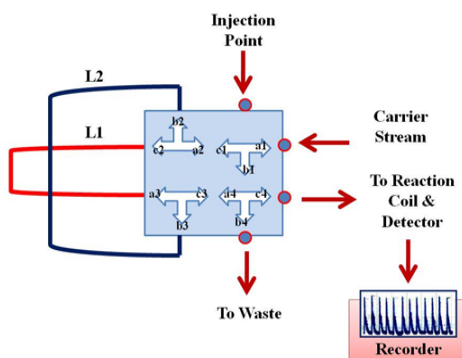 Injection
Point
L2
L1
b2
c2
a2
c1
a1
b1
Carrier
Stream
a3
c3
a4
c4
b3
b4
To Reaction
Coil &
Detector
To Waste
Recorder